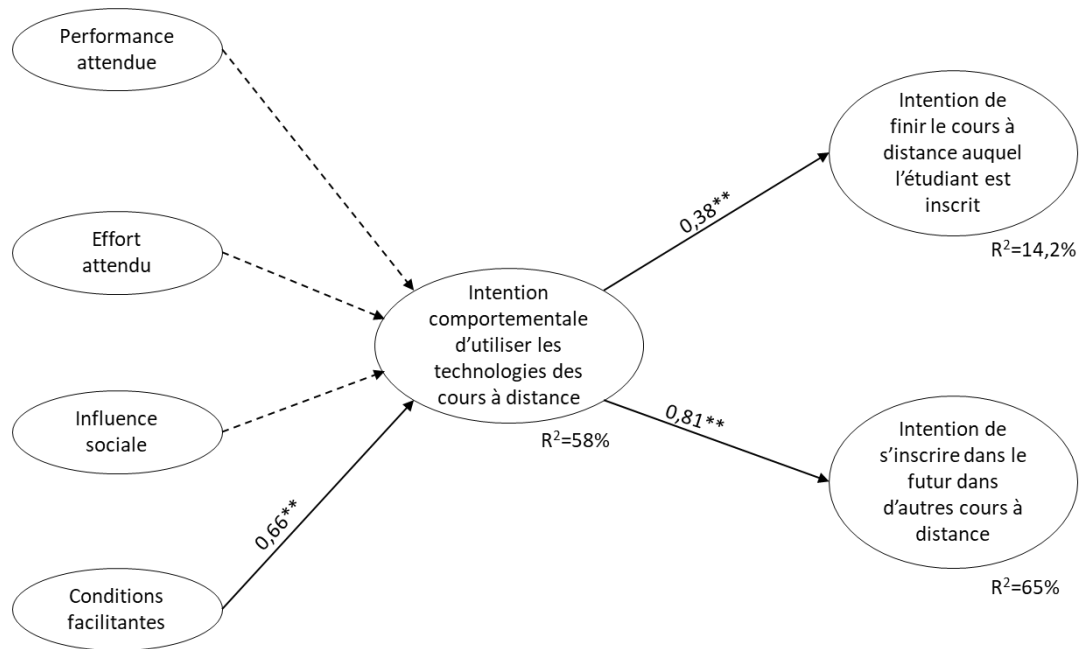 Performance
attendue
Effort
attendu
Influence
sociale
Conditions
facilitantes
0,66**
Intention
comportementale
d'utiliser les
technologies des
cours à distance
R²=58%
0,38**
0,81**
Intention de
finir le cours à
distance auquel
l'étudiant est
inscrit
R²=14,2%
Intention de
s'inscrire dans le
futur dans
d'autres cours à
distance
R²=65%